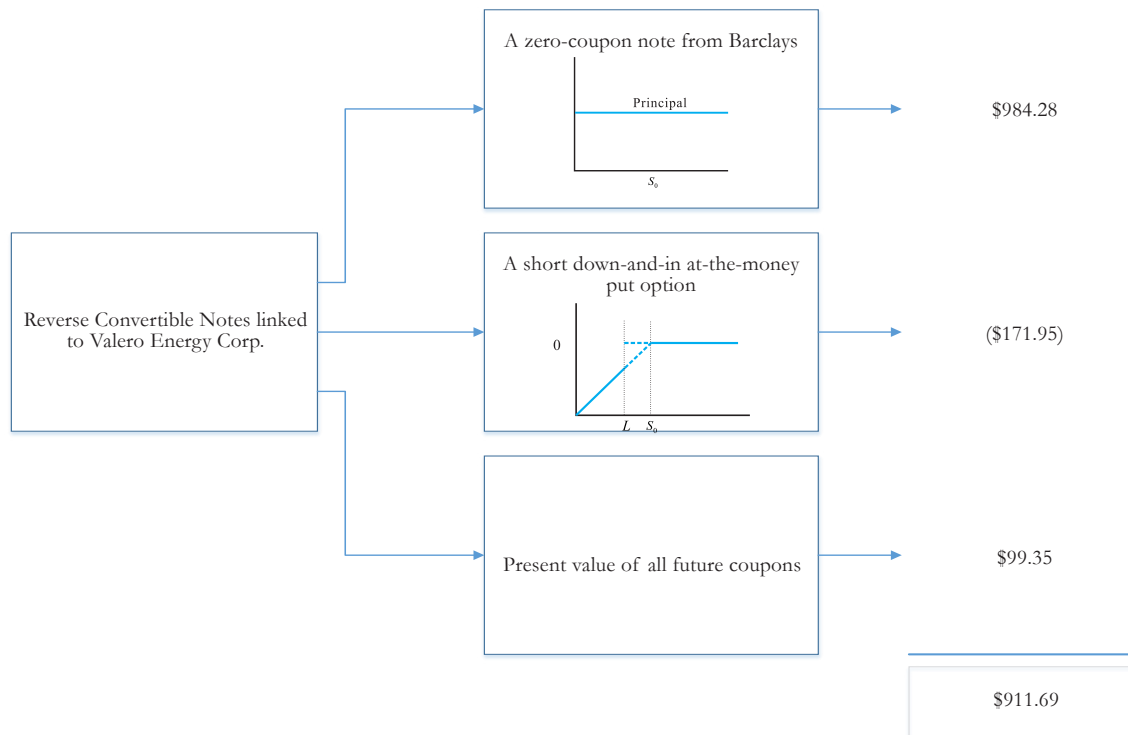 A zero-coupon note from Barclays
Principal
S₀
$984.28
Reverse Convertible Notes linked
to Valero Energy Corp.
A short down-and-in at-the-money
put option
0
L S₀
($171.95)
Present value of all future coupons
$99.35
$911.69